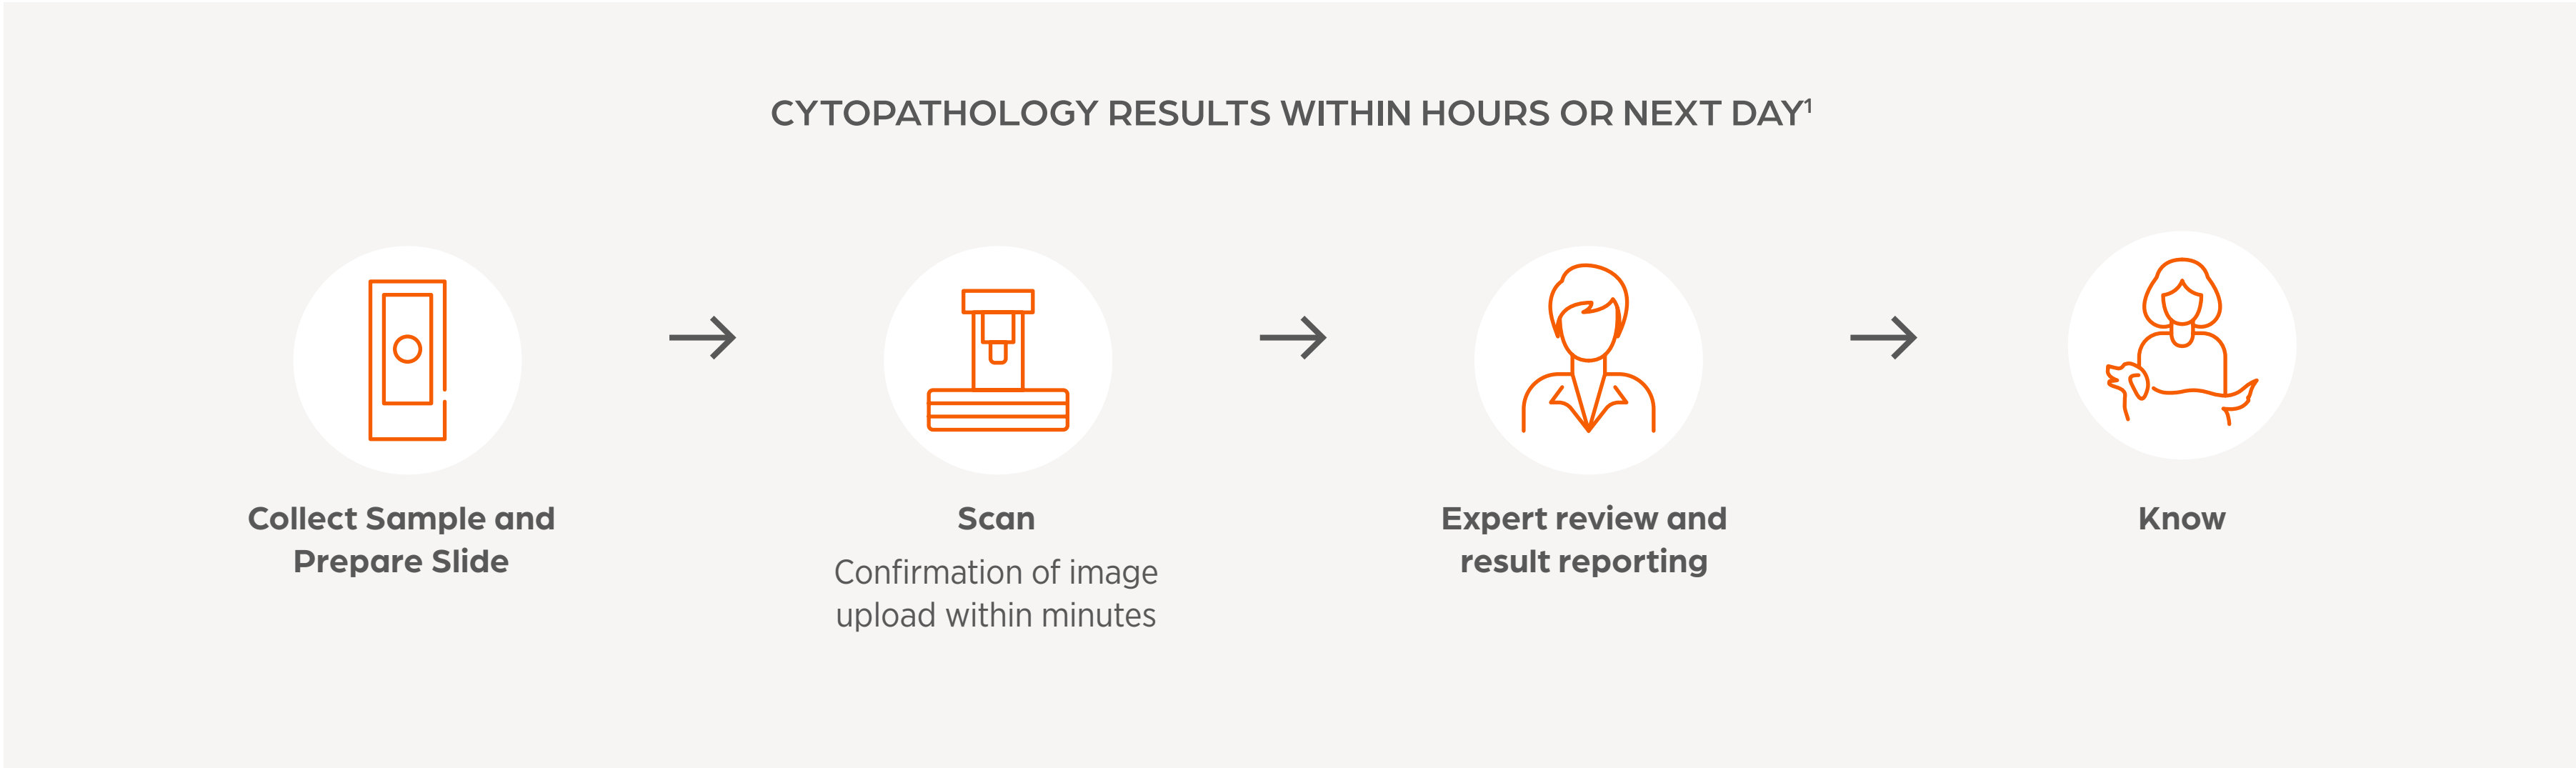 CYTOPATHOLOGY RESULTS WITHIN HOURS OR NEXT DAY¹
Collect Sample and
Prepare Slide
Scan
Confirmation of image
upload within minutes
Expert review and
result reporting
Know